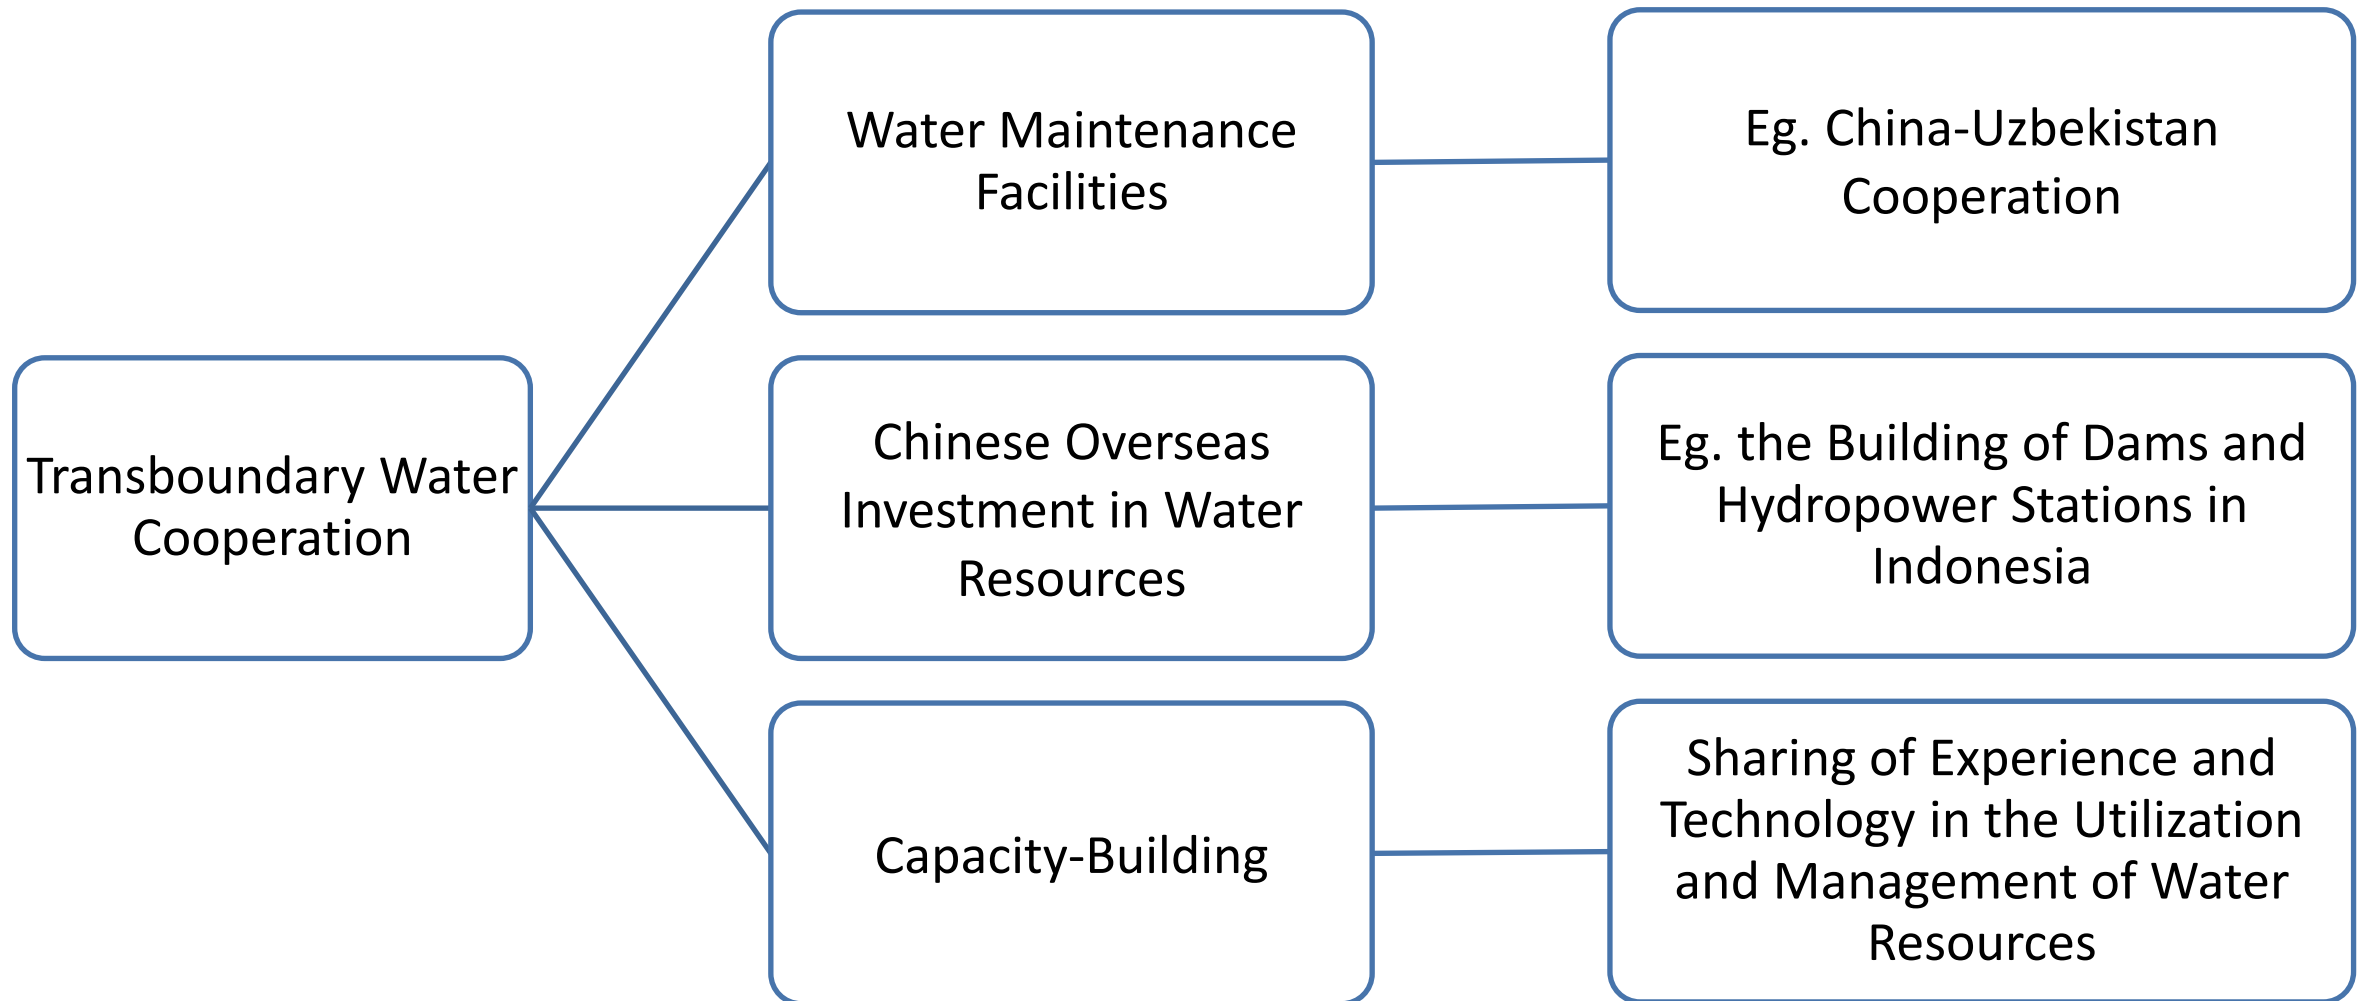 Transboundary Water
Cooperation
Water Maintenance
Facilities
Eg. China-Uzbekistan
Cooperation
Chinese Overseas
Investment in Water
Resources
Eg. the Building of Dams and
Hydropower Stations in
Indonesia
Capacity-Building
Sharing of Experience and
Technology in the Utilization
and Management of Water
Resources